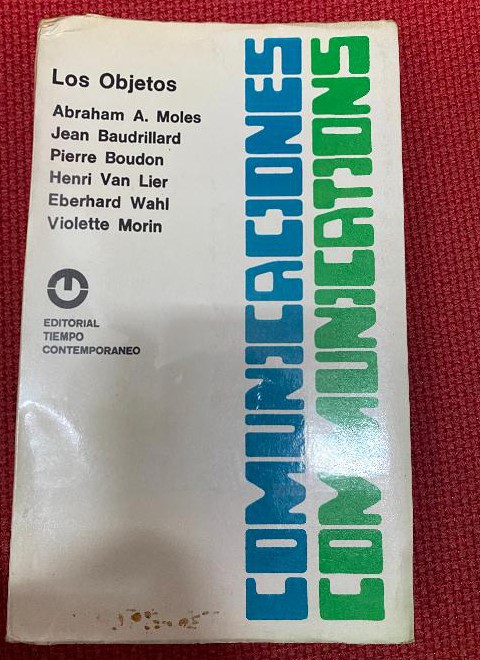 Los Objetos
Abraham A. Moles
Jean Baudrillard
Pierre Boudon
Henri Van Lier
Eberhard Wahl
Violette Morin
EDITORIAL
TIEMPO
CONTEMPORANEO
COMUNICACIONES
COMMUNICATIONS